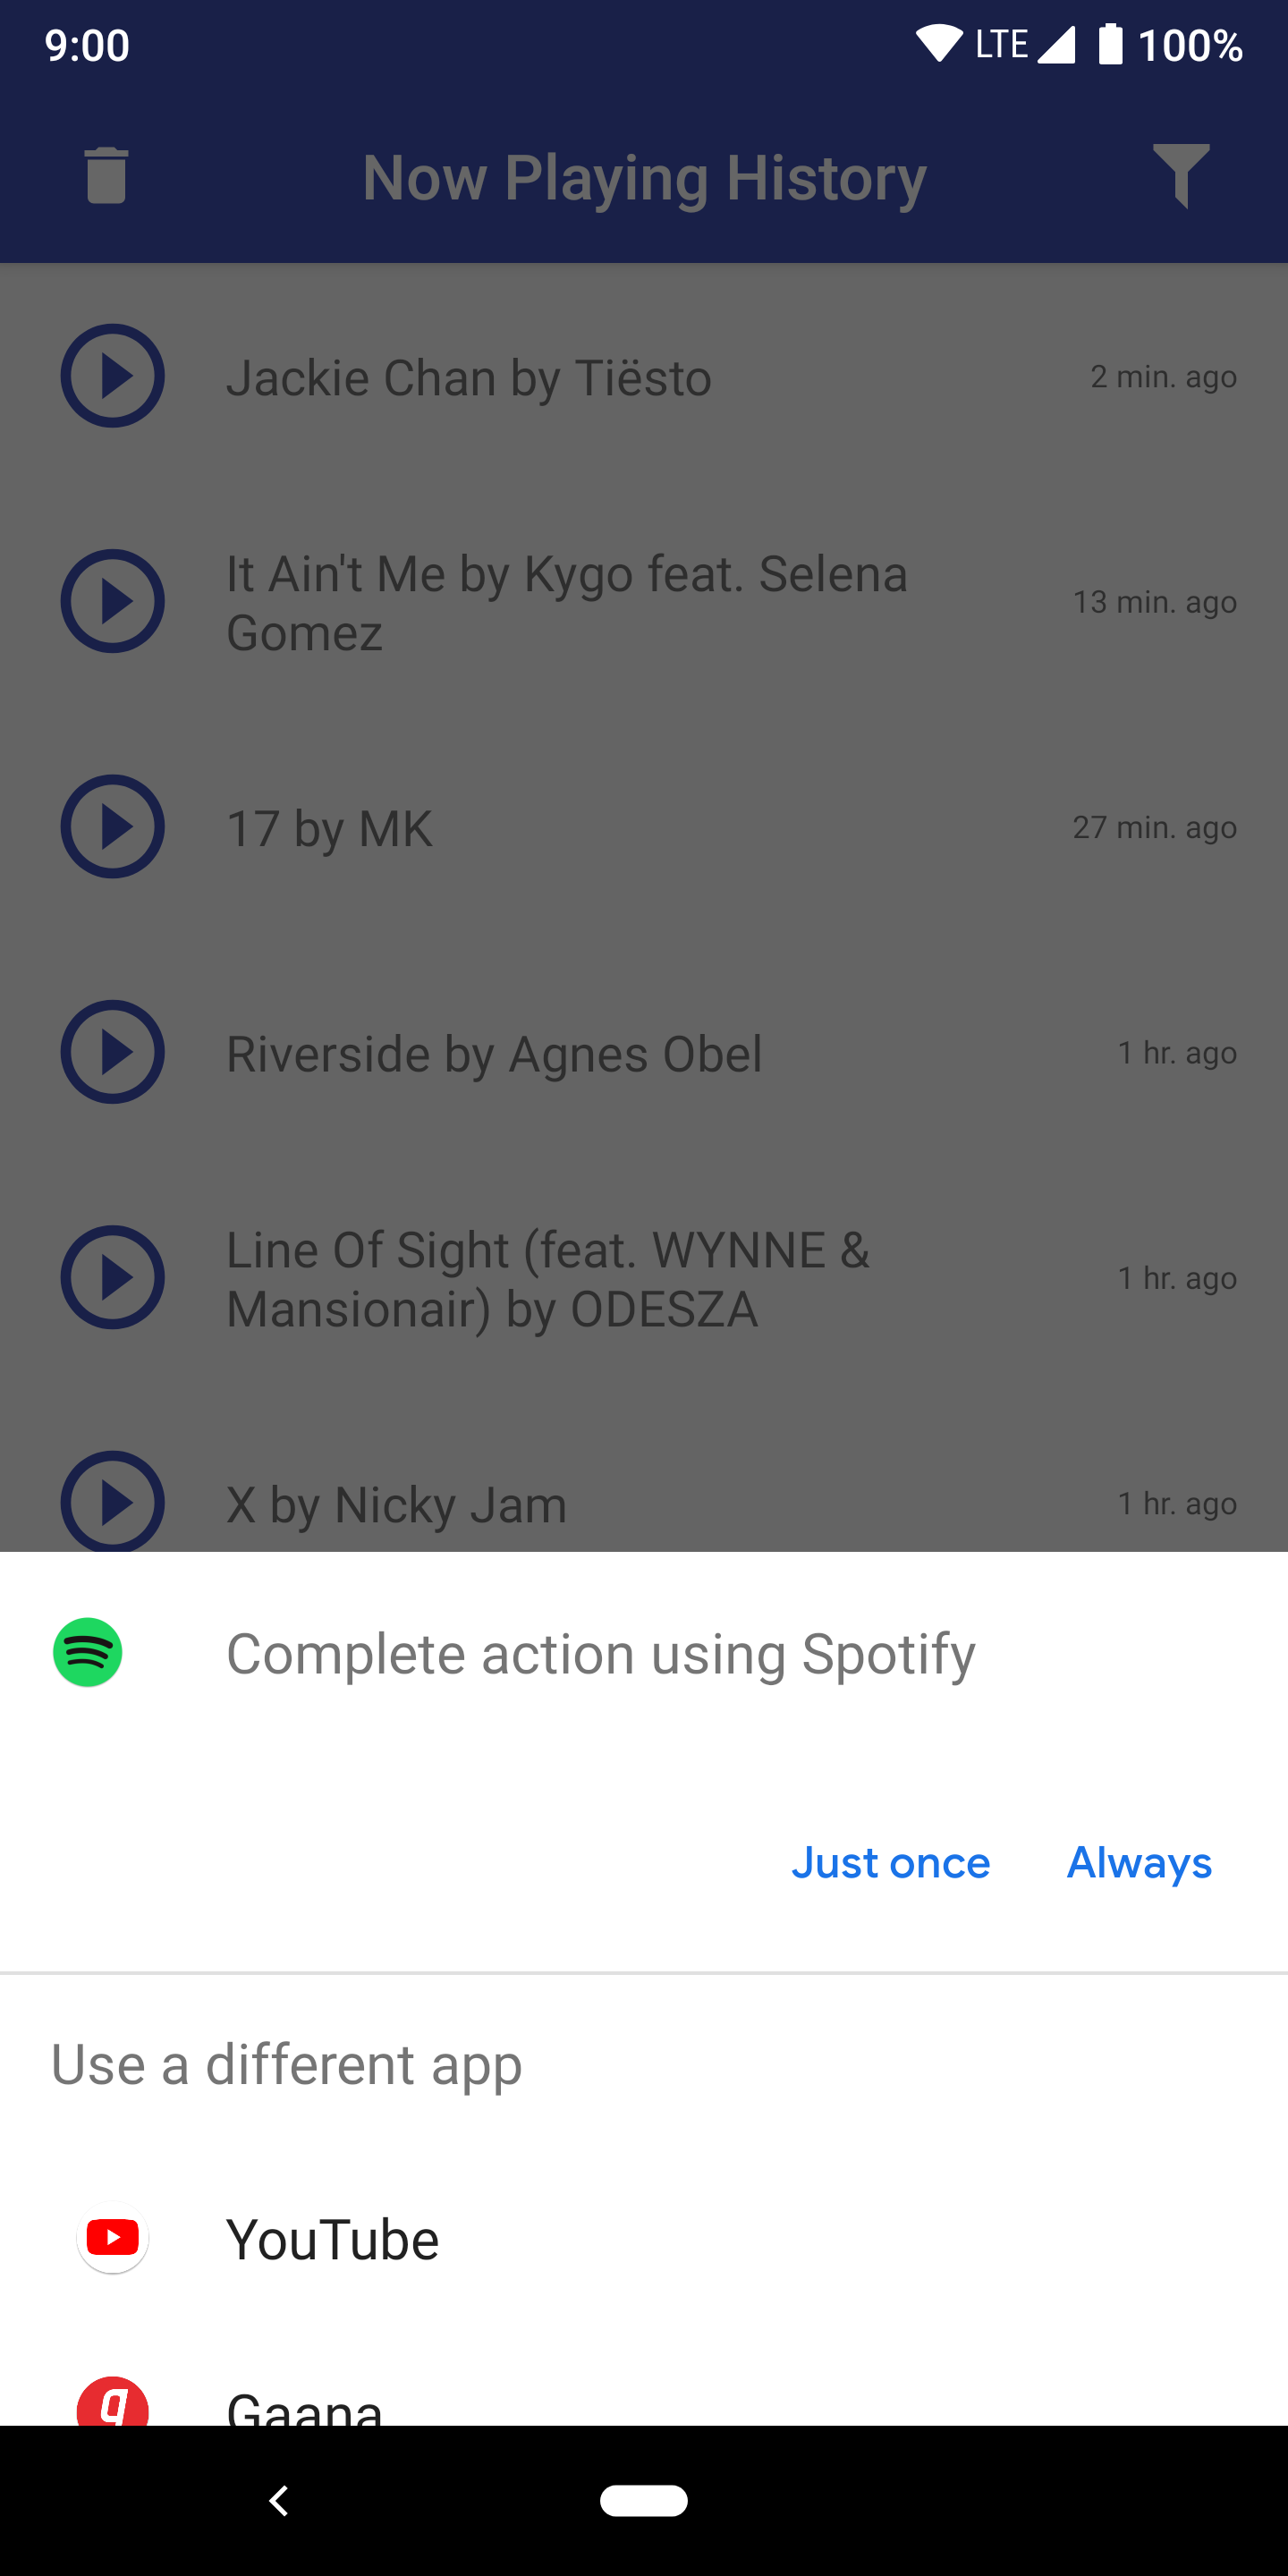 9:00 LTE 100%
Now Playing History
Jackie Chan by Tiësto 2 min. ago
It Ain't Me by Kygo feat. Selena
Gomez
13 min. ago
17 by MK 27 min. ago
Riverside by Agnes Obel 1 hr. ago
Line Of Sight (feat. WYNNE &
Mansionair) by ODESZA
1 hr. ago
X by Nicky Jam 1 hr. ago
Complete action using Spotify
Just once Always
Use a different app
YouTube
Gaana